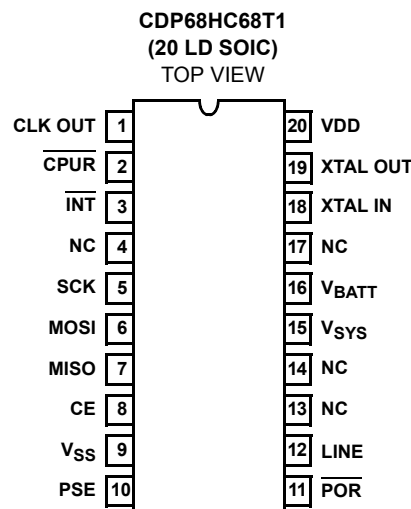 CDP68HC68T1
(20 LD SOIC)
TOP VIEW
CLK OUT 1 20 VDD
CPUR 2 19 XTAL OUT
INT 3 18 XTAL IN
NC 4 17 NC
SCK 5 16 VBATT
MOSI 6 15 VSYS
MISO 7 14 NC
CE 8 13 NC
VSS 9 12 LINE
PSE 10 11 POR